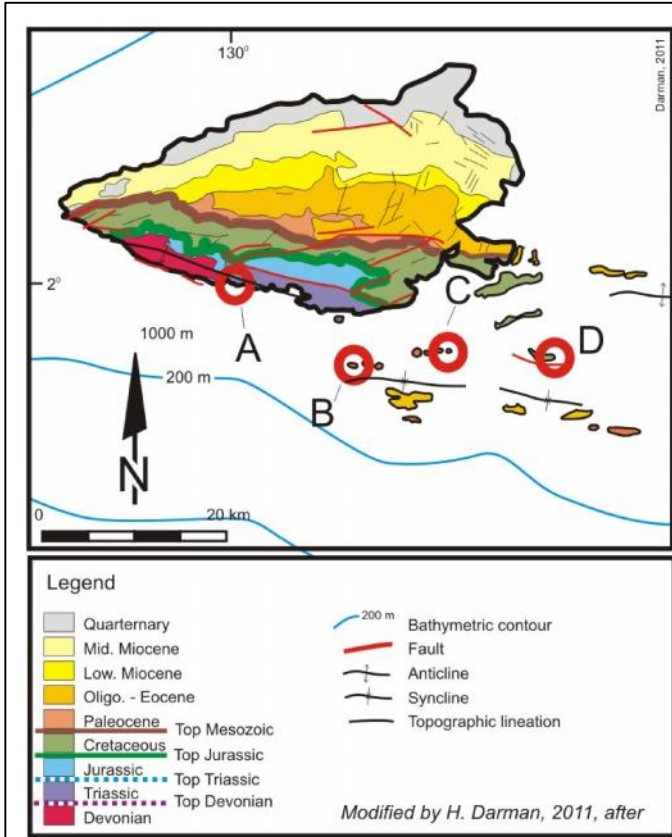 130⁰
Darman, 2011
2⁰
A
C
D
1000 m
200 m
B
N
0
20 km
Legend
Quarternary
Mid. Miocene
Low. Miocene
Oligo. - Eocene
Paleocene
Top Mesozoic
Cretaceous
Top Jurassic
Jurassic
Top Triassic
Triassic
Top Devonian
Devonian
200 m
Bathymetric contour
Fault
Anticline
Syncline
Topographic lineation
Modified by H. Darman, 2011, after